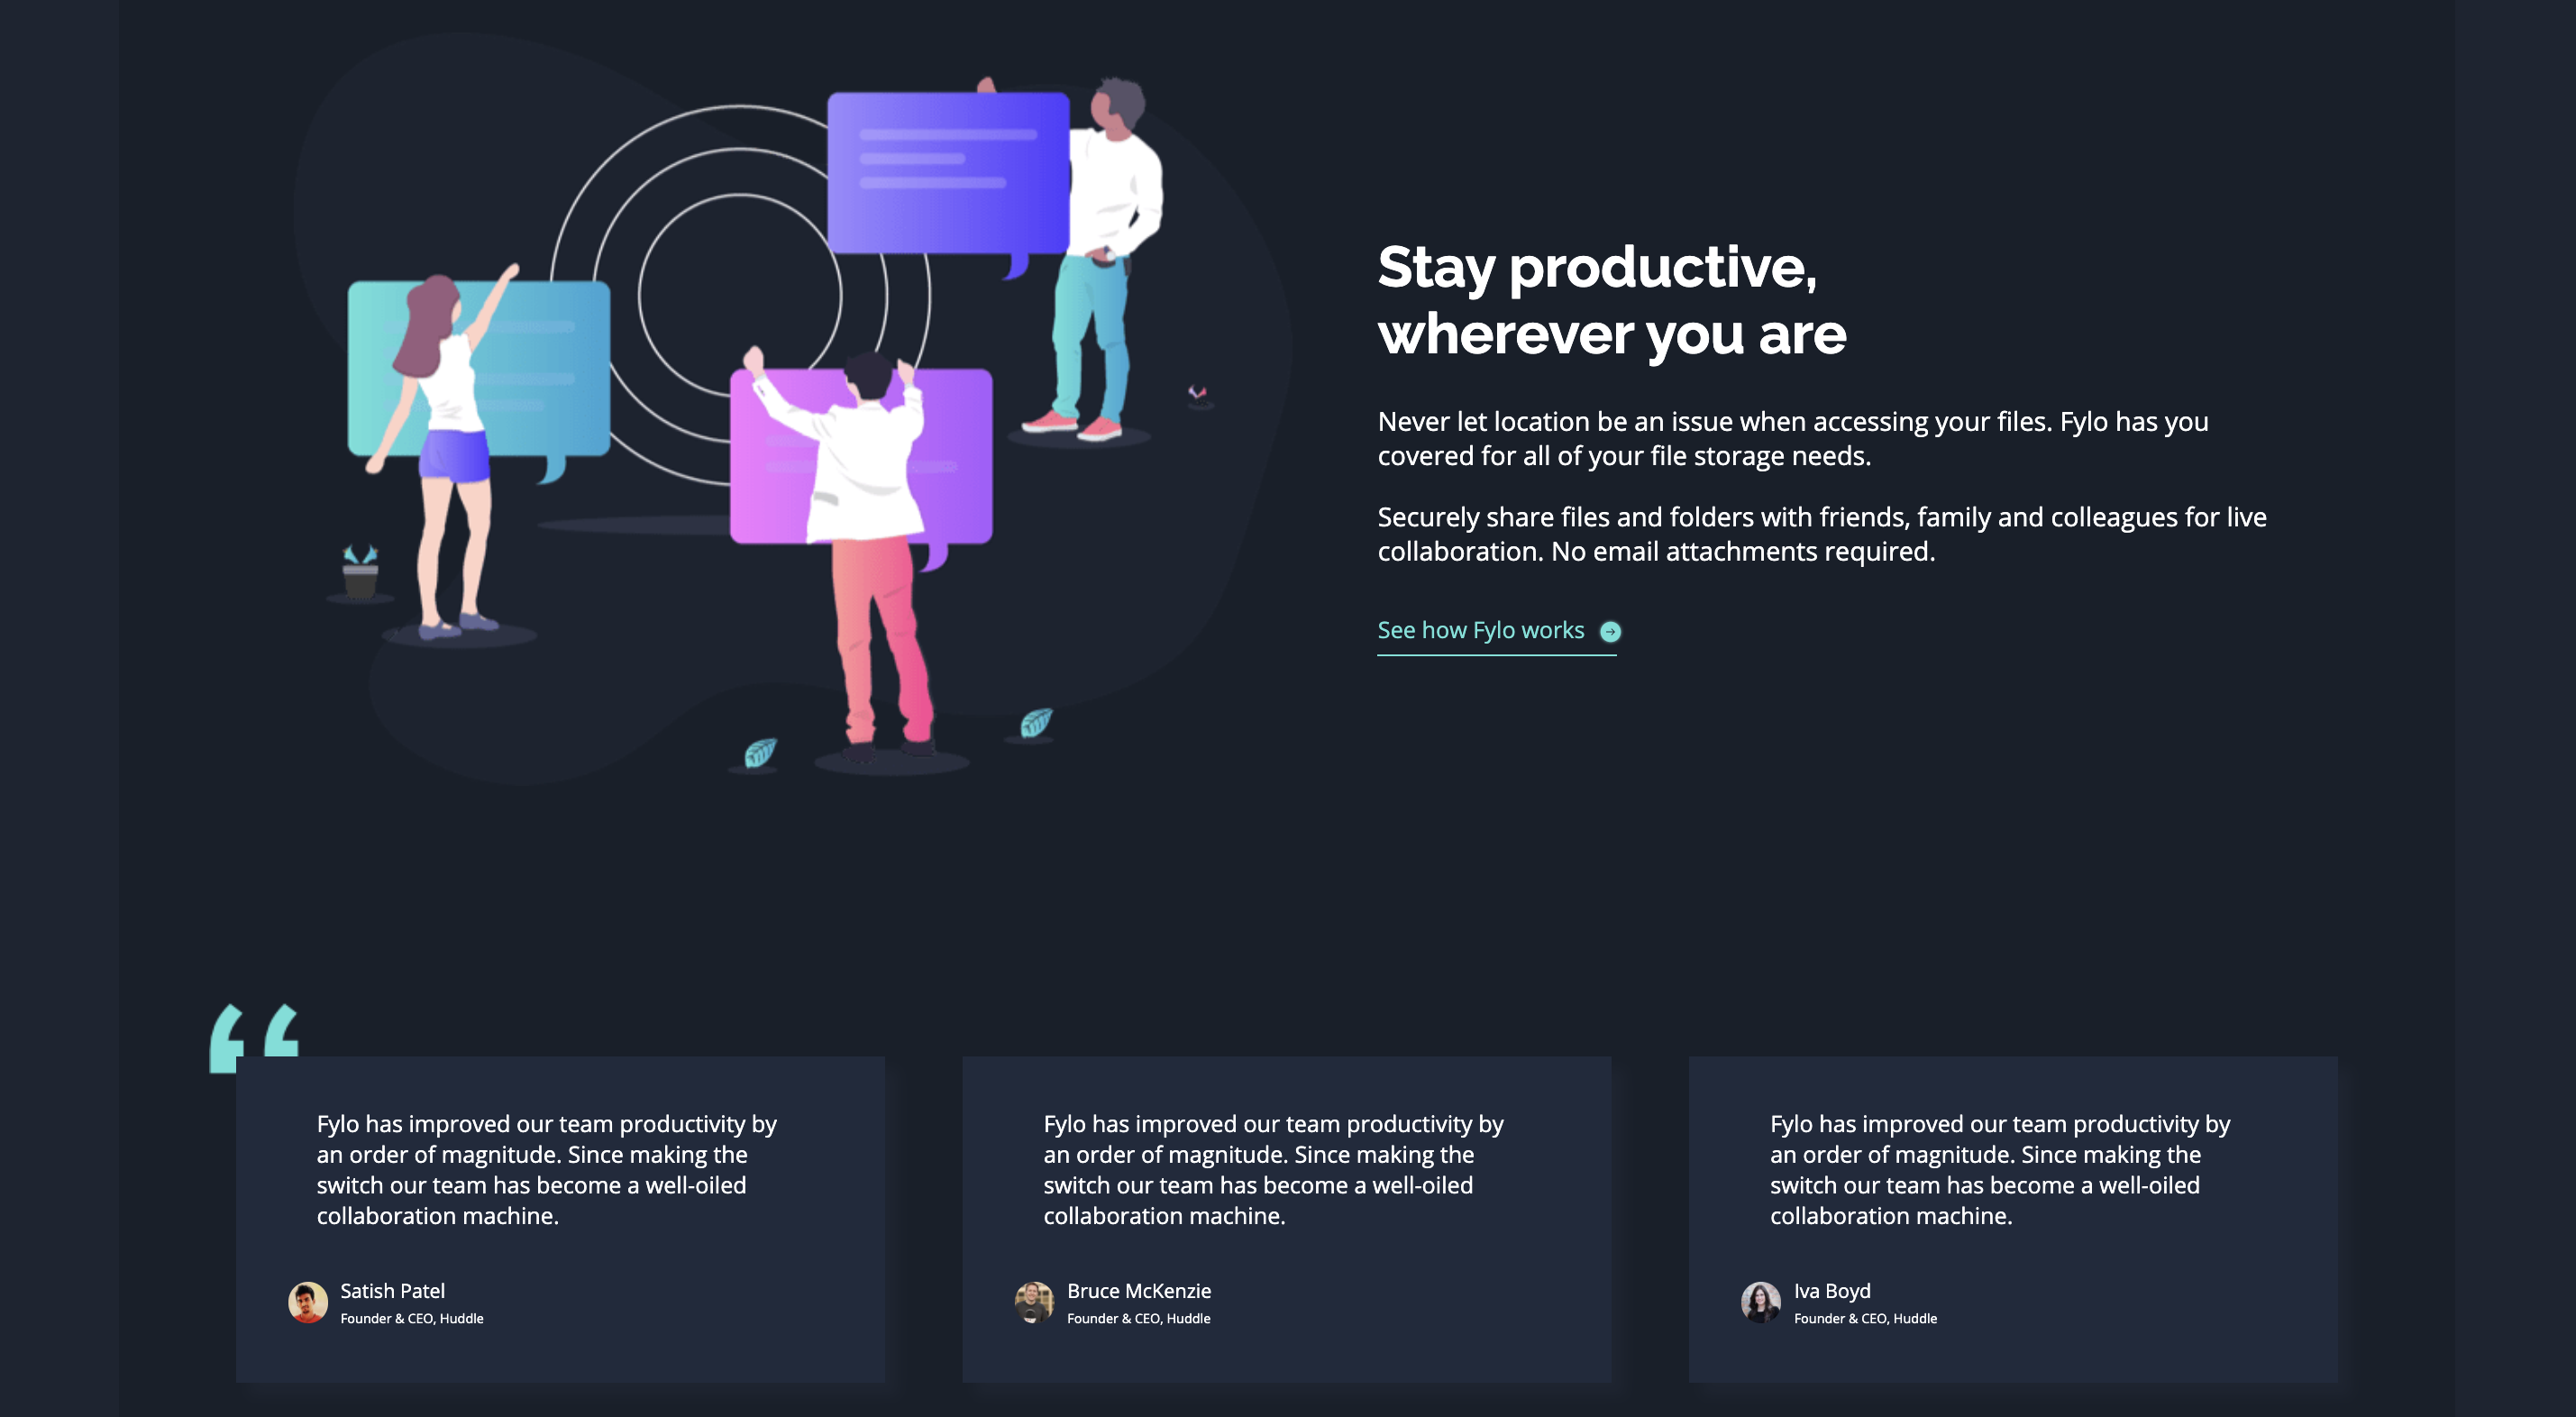 Stay productive,
wherever you are
Never let location be an issue when accessing your files. Fylo has you
covered for all of your file storage needs.
Securely share files and folders with friends, family and colleagues for live
collaboration. No email attachments required.
See how Fylo works
Fylo has improved our team productivity by
an order of magnitude. Since making the
switch our team has become a well-oiled
collaboration machine.
Satish Patel
Founder & CEO, Huddle
Fylo has improved our team productivity by
an order of magnitude. Since making the
switch our team has become a well-oiled
collaboration machine.
Bruce McKenzie
Founder & CEO, Huddle
Fylo has improved our team productivity by
an order of magnitude. Since making the
switch our team has become a well-oiled
collaboration machine.
Iva Boyd
Founder & CEO, Huddle